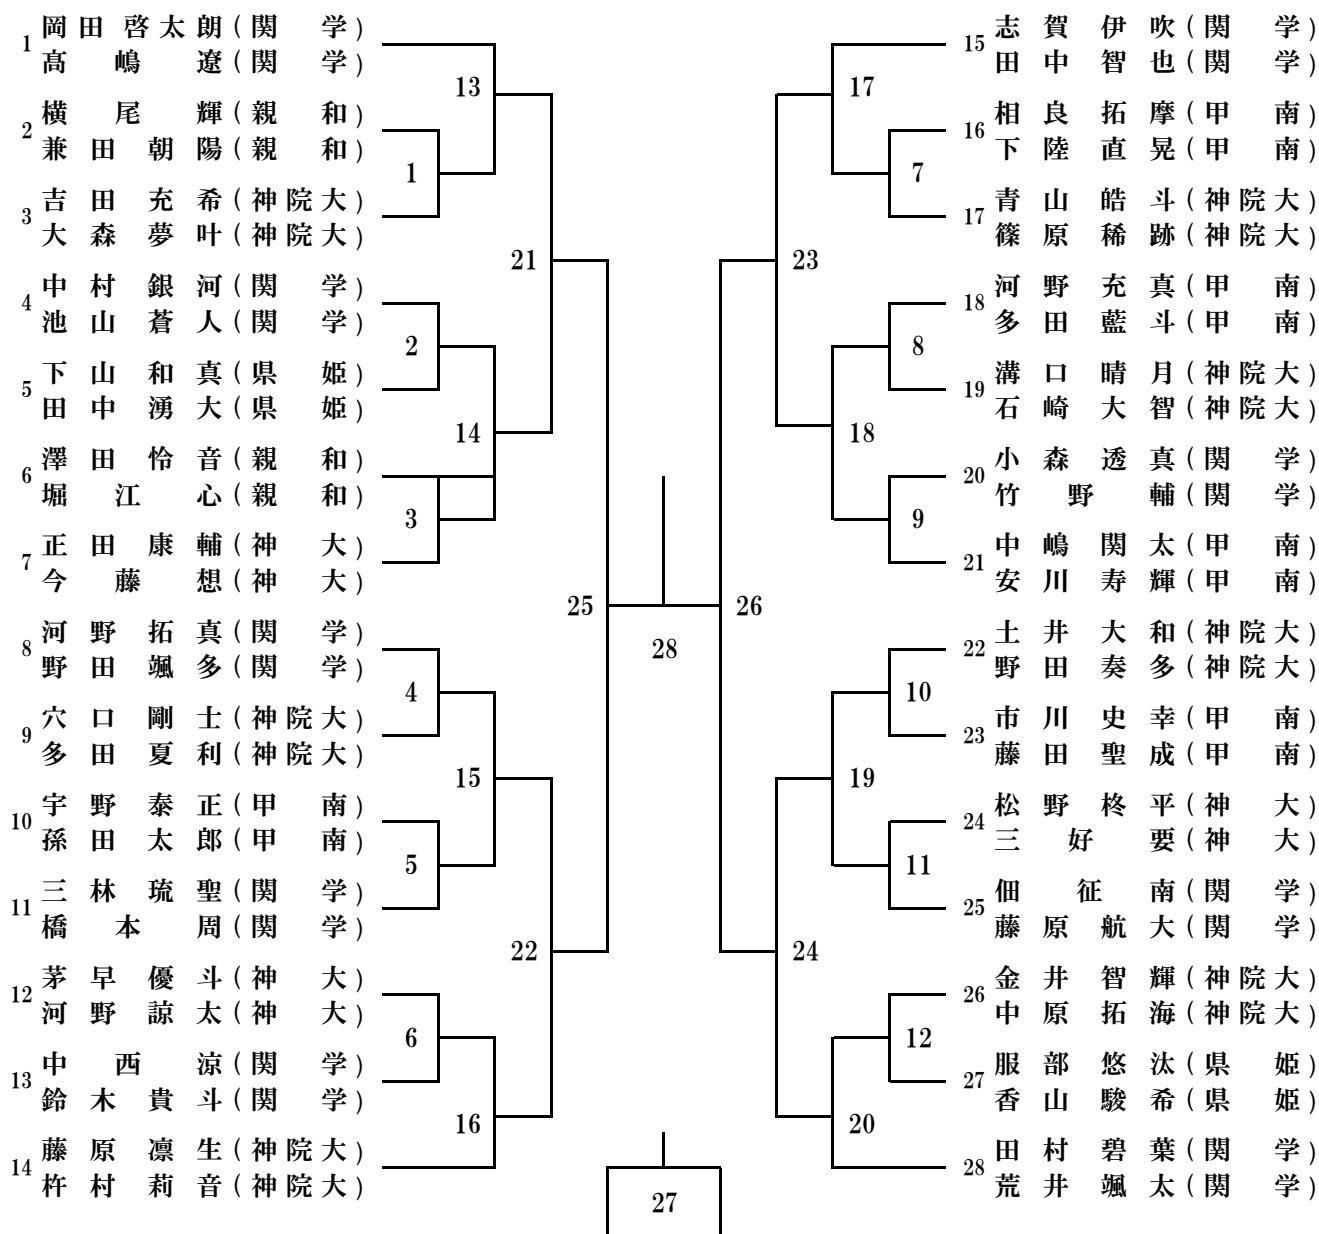 1 岡田啓太朗(関学)
髙嶋遼(関学)
2 横尾輝(親和)
兼田朝陽(親和)
3 吉田充希(神院大)
大森夢叶(神院大)
4 中村銀河(関学)
池山蒼人(関学)
5 下山和真(県姫)
田中湧大(県姫)
6 澤田怜音(親和)
堀江心(親和)
7 正田康輔(神大)
今藤想(神大)
8 河野拓真(関学)
野田颯多(関学)
9 穴口剛士(神院大)
多田夏利(神院大)
10 宇野泰正(甲南)
孫田太郎(甲南)
11 三林琉聖(関学)
橋本周(関学)
12 茅早優斗(神大)
河野諒太(神大)
13 中西涼(関学)
鈴木貴斗(関学)
14 藤原凛生(神院大)
杵村莉音(神院大)
13
1
21
2
14
3
25
4
15
5
22
6
16
28
27
17
7
23
8
18
9
26
10
19
11
24
12
20
15 志賀伊吹(関学)
田中智也(関学)
16 相良拓摩(甲南)
下陸直晃(甲南)
17 青山皓斗(神院大)
篠原稀跡(神院大)
18 河野充真(甲南)
多田藍斗(甲南)
19 溝口晴月(神院大)
石崎大智(神院大)
20 小森透真(関学)
竹野輔(関学)
21 中嶋関太(甲南)
安川寿輝(甲南)
22 土井大和(神院大)
野田奏多(神院大)
23 市川史幸(甲南)
藤田聖成(甲南)
24 松野柊平(神大)
三好要(神大)
25 佃征南(関学)
藤原航大(関学)
26 金井智輝(神院大)
中原拓海(神院大)
27 服部悠汰(県姫)
香山駿希(県姫)
28 田村碧葉(関学)
荒井颯太(関学)